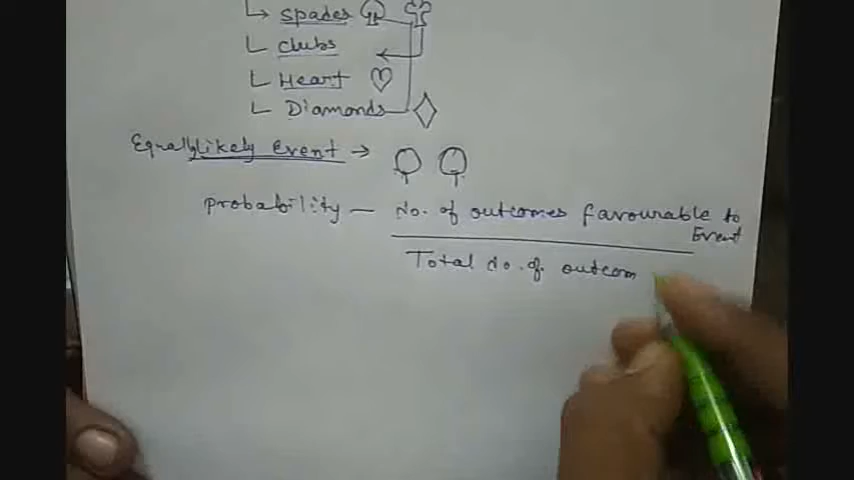 spades
clubs
Heart
Diamonds
Equallylikely Event →
probability — No. of outcomes favourable to
Event
Total No. of outcom